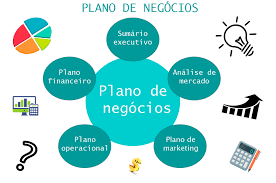 PLANO DE NEGÓCIOS
Sumário
executivo
Plano
financeiro
Análise de
mercado
Plano de
negócios
Plano
operacional
Plano de
marketing